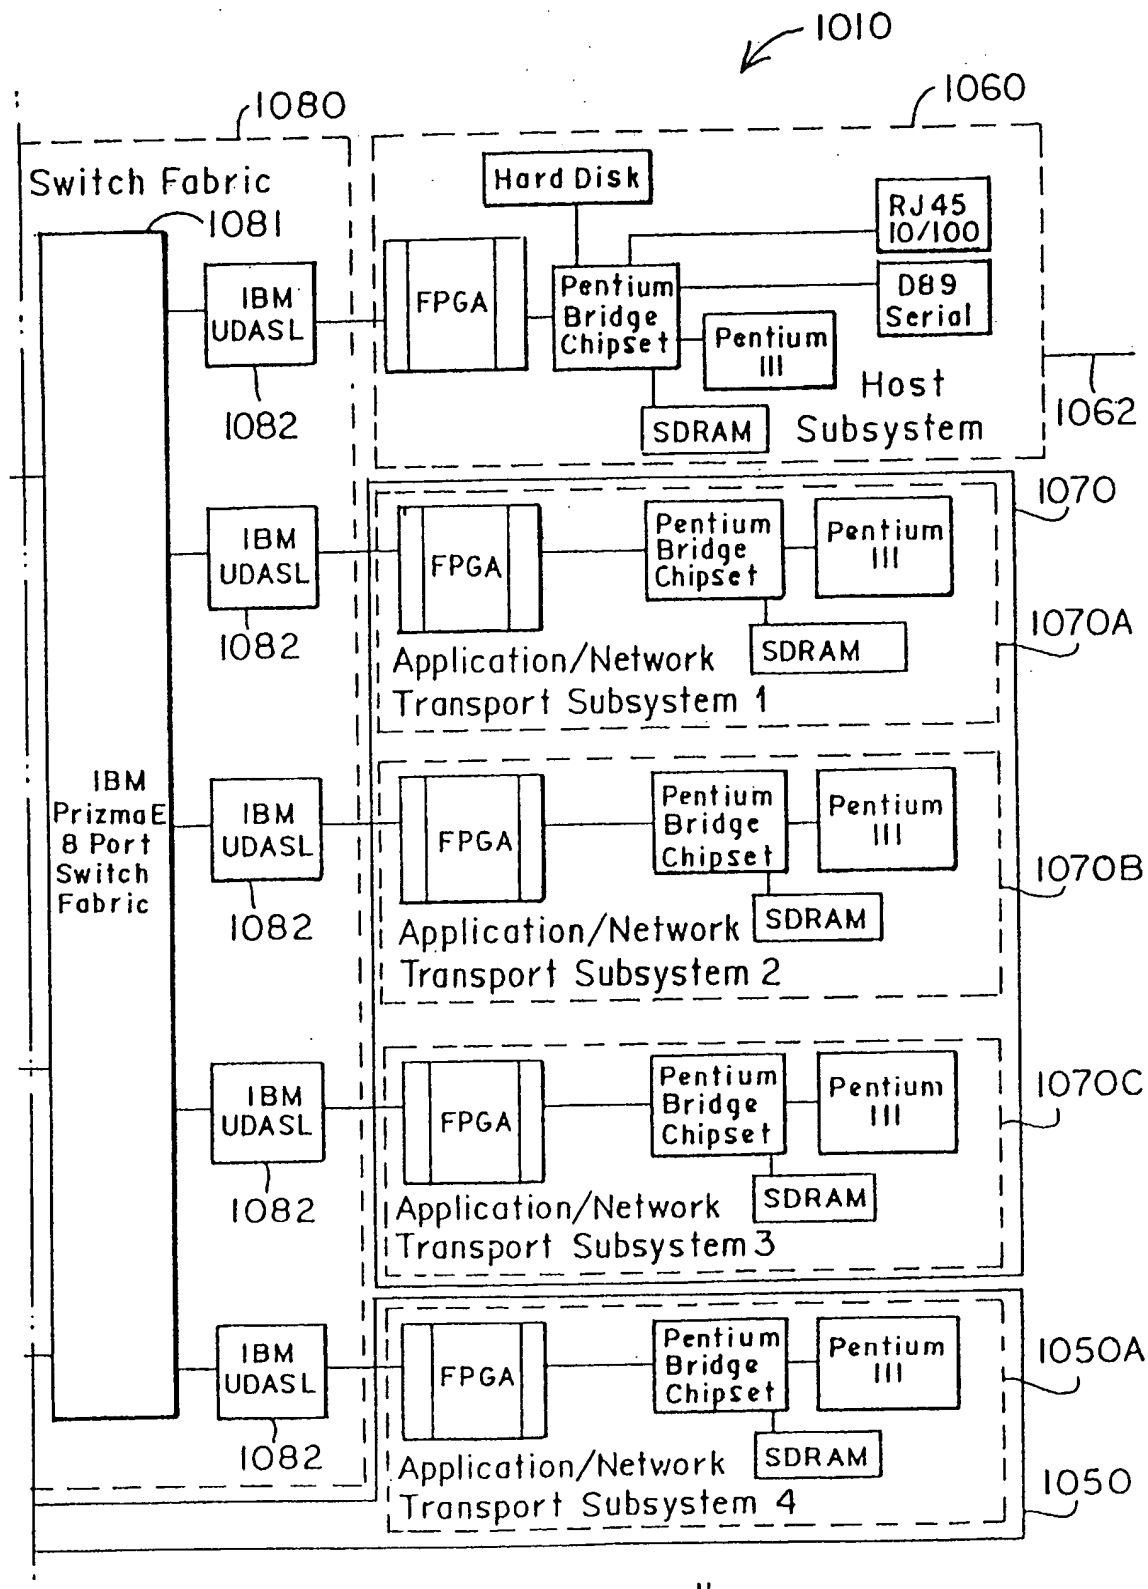 1010
1080
1060
Switch Fabric
1081
Hard Disk
RJ45
10/100
IBM
UDASL
FPGA
Pentium
Bridge
Chipset
D89
Serial
Pentium
III
1082
SDRAM
Host
Subsystem
1062
1070
IBM
UDASL
FPGA
Pentium
Bridge
Chipset
Pentium
III
1082
1070A
SDRAM
Application/Network
Transport Subsystem 1
IBM
PrizmaE
8 Port
Switch
Fabric
IBM
UDASL
FPGA
Pentium
Bridge
Chipset
Pentium
III
1070B
1082
SDRAM
Application/Network
Transport Subsystem 2
IBM
UDASL
FPGA
Pentium
Bridge
Chipset
Pentium
III
1070C
1082
SDRAM
Application/Network
Transport Subsystem 3
IBM
UDASL
FPGA
Pentium
Bridge
Chipset
Pentium
III
1050A
1082
SDRAM
Application/Network
Transport Subsystem 4
1050